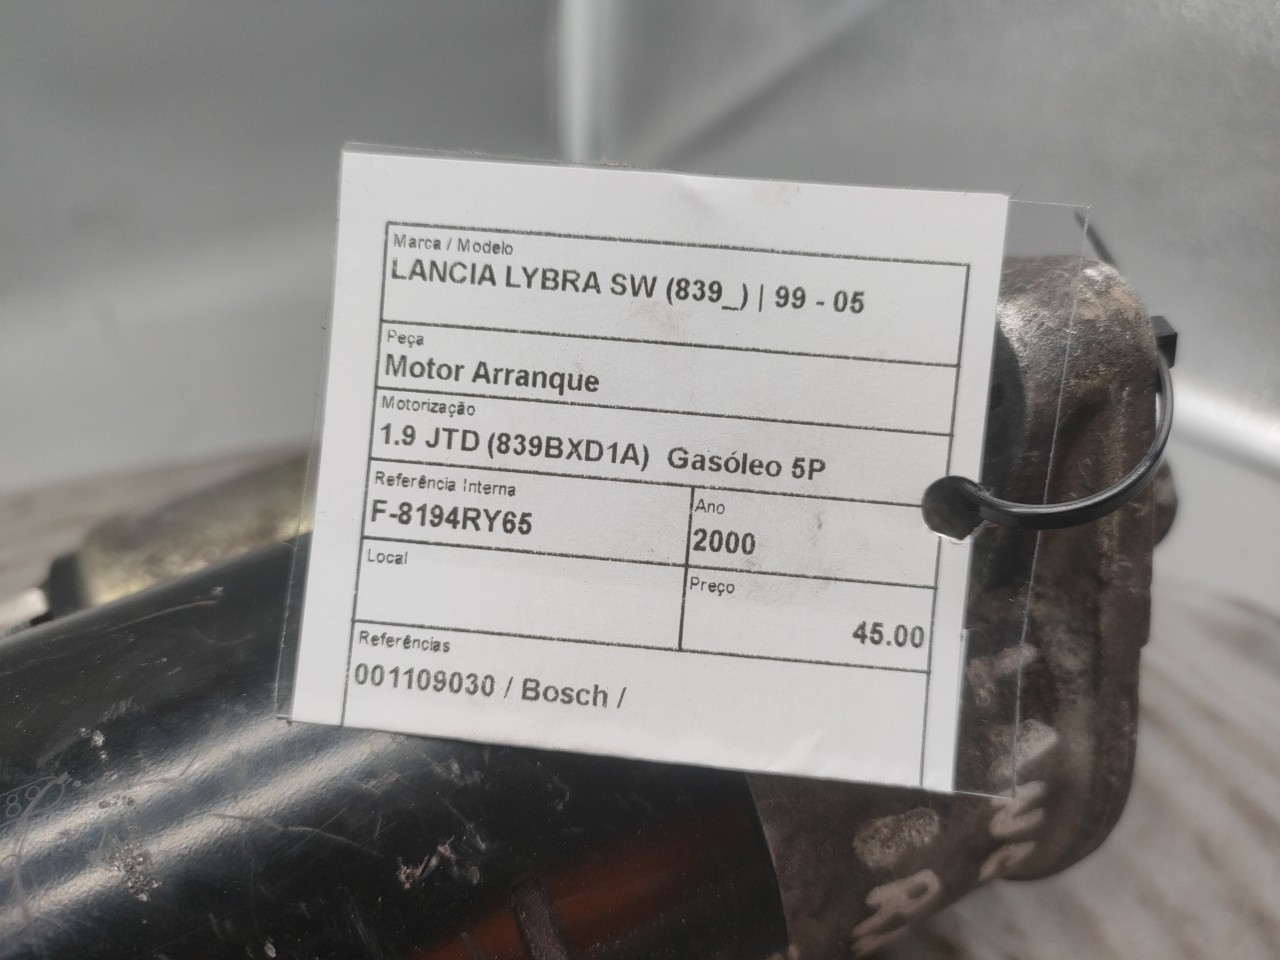 Marca / Modelo
LANCIA LYBRA SW (839_) | 99 - 05
Peça
Motor Arranque
Motorização
1.9 JTD (839BXD1A)  Gasóleo 5P
Referência Interna
F-8194RY65
Ano
2000
Local
Preço
45.00
Referências
001109030 / Bosch /